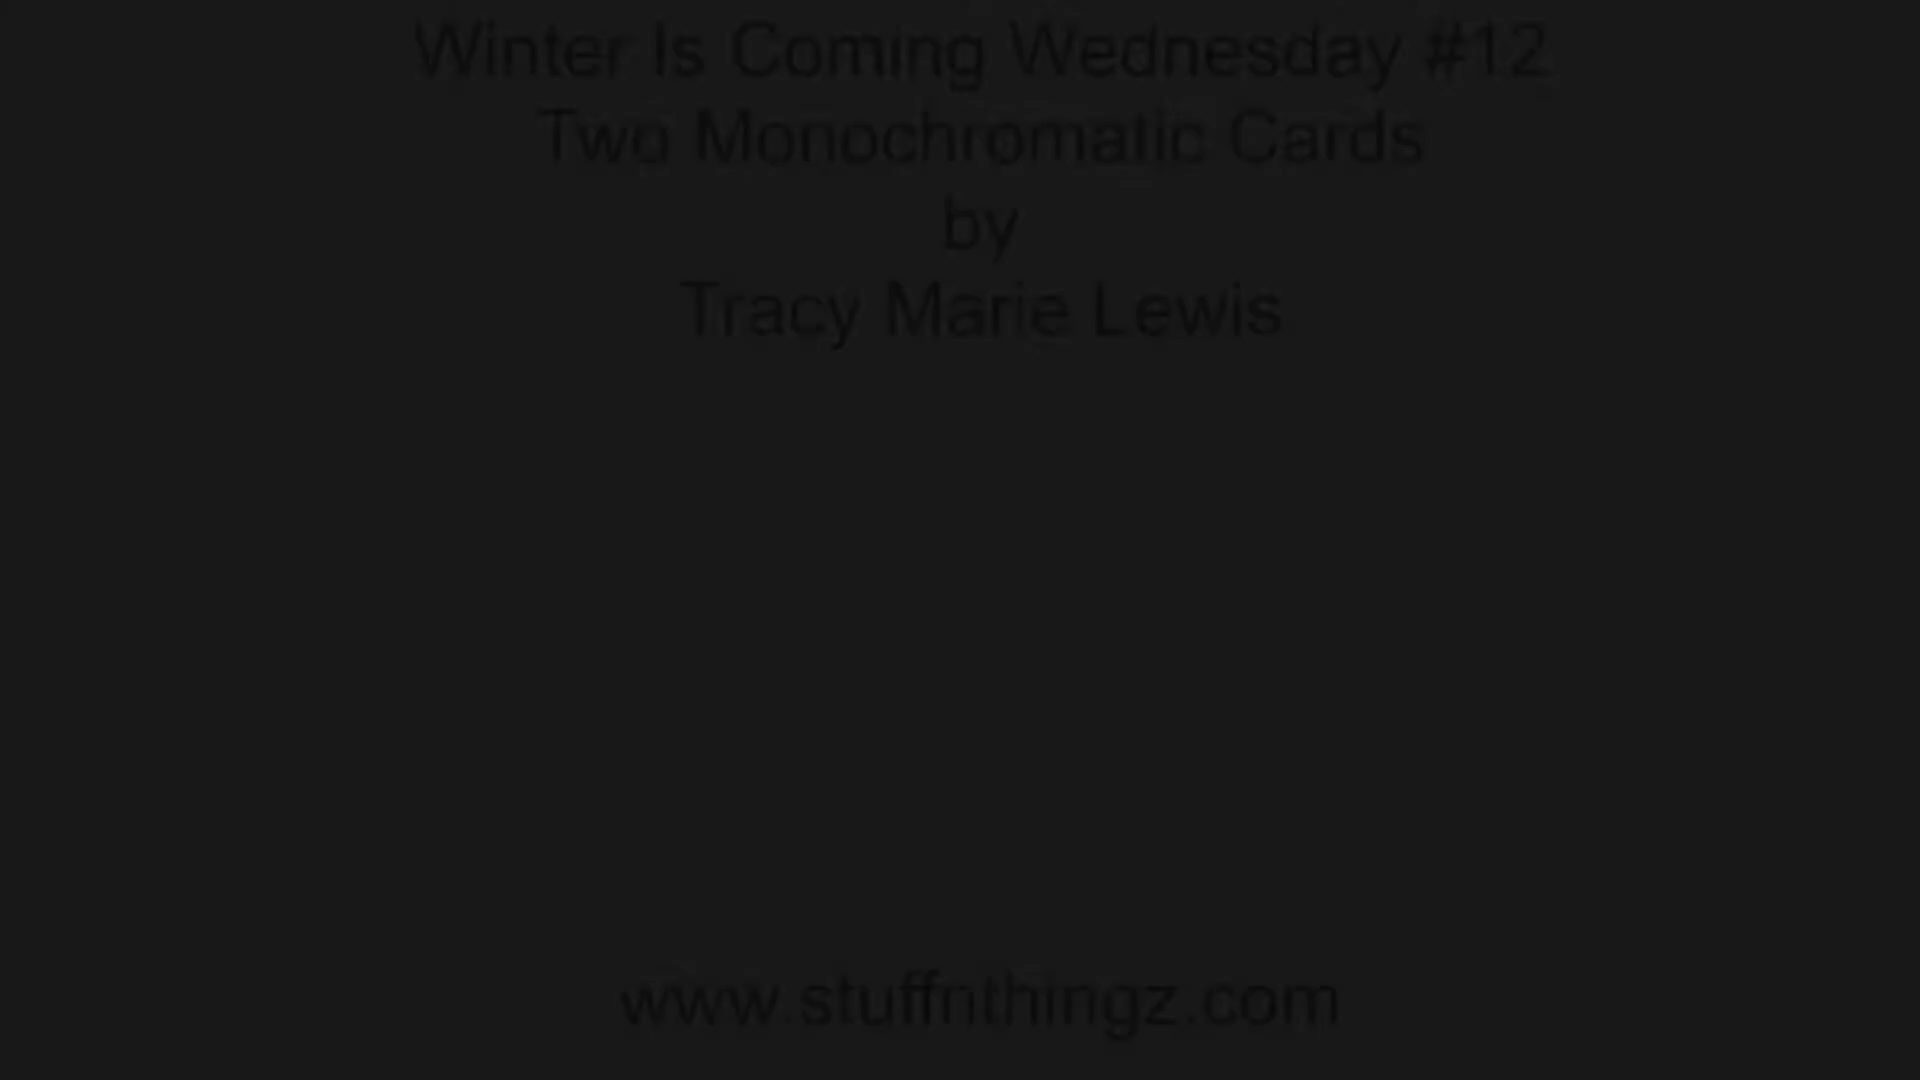 Winter Is Coming Wednesday #12
Two Monochromatic Cards
by
Tracy Marie Lewis
www.stuffnthingz.com